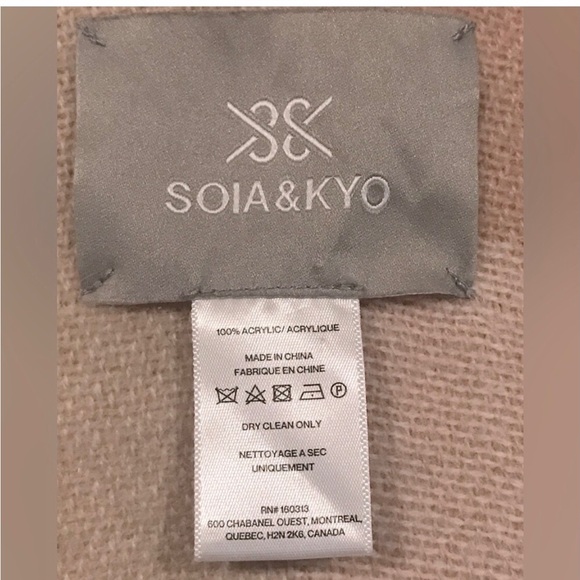 SOIA&KYO
100% ACRYLIC/ ACRYLIQUE
MADE IN CHINA
FABRIQUE EN CHINE
P
DRY CLEAN ONLY
NETTOYAGE A SEC
UNIQUEMENT
RN# 160313
600 CHABANEL OUEST, MONTREAL,
QUEBEC, H2N 2K6, CANADA